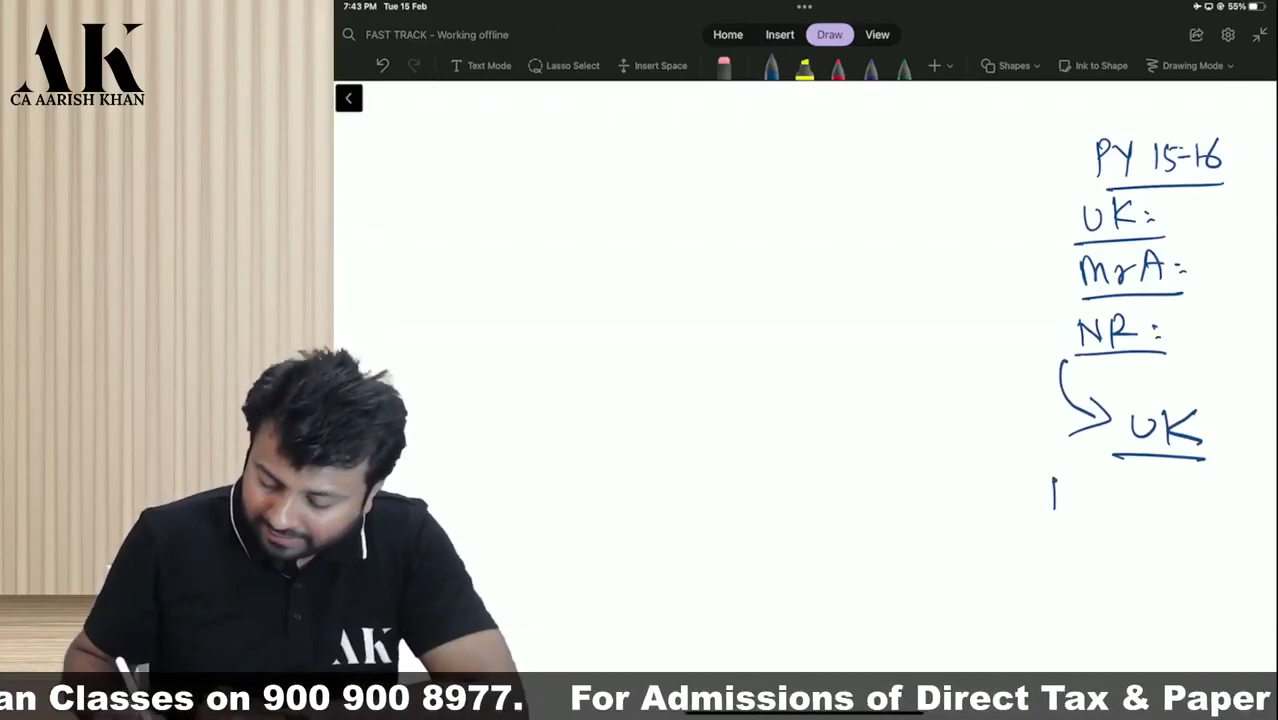 7:43 PM Tue 15 Feb
55%
AK
CA AARISH KHAN
FAST TRACK - Working offline
Home Insert Draw View
Text Mode Lasso Select Insert Space Shapes Ink to Shape Drawing Mode
PY 15-16
UK:
Mr A:
NR:
UK
AK
an Classes on 900 900 8977. For Admissions of Direct Tax & Paper